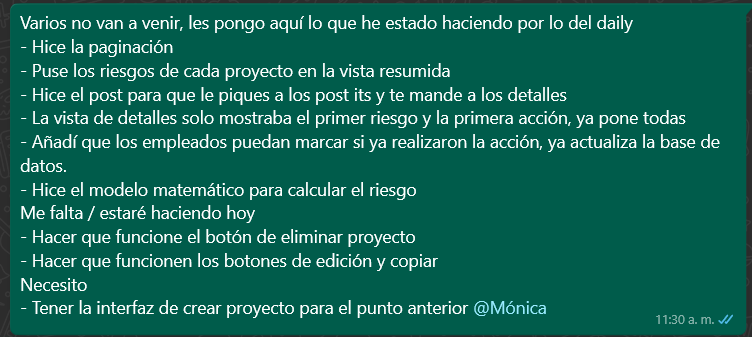 Varios no van a venir, les pongo aquí lo que he estado haciendo por lo del daily
- Hice la paginación
- Puse los riesgos de cada proyecto en la vista resumida
- Hice el post para que le piques a los post its y te mande a los detalles
- La vista de detalles solo mostraba el primer riesgo y la primera acción, ya pone todas
- Añadí que los empleados puedan marcar si ya realizaron la acción, ya actualiza la base de
datos.
- Hice el modelo matemático para calcular el riesgo
Me falta / estaré haciendo hoy
- Hacer que funcione el botón de eliminar proyecto
- Hacer que funcionen los botones de edición y copiar
Necesito
- Tener la interfaz de crear proyecto para el punto anterior @Mónica
11:30 a. m.